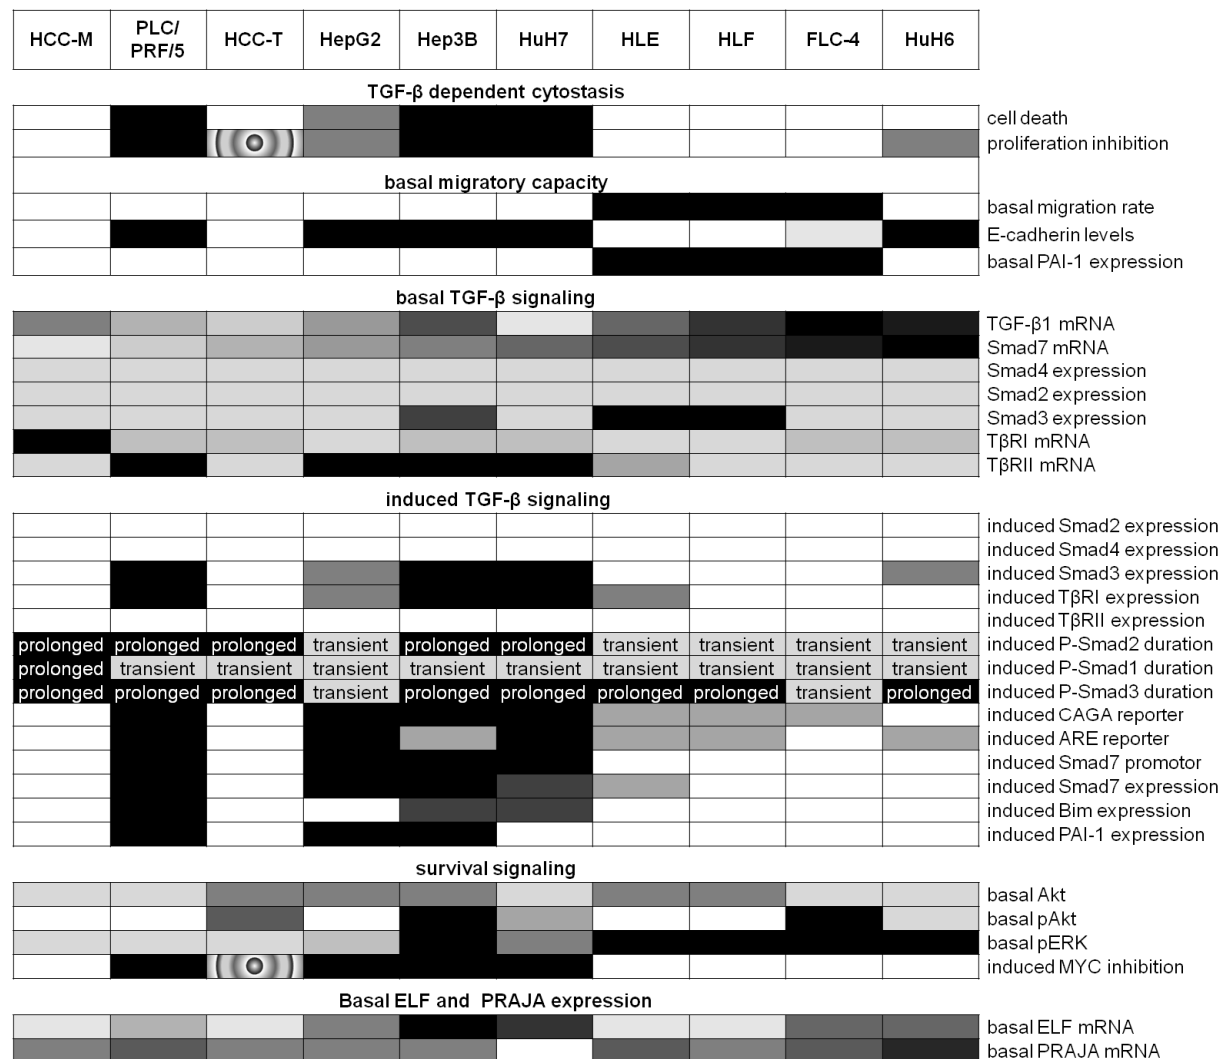 HCC-M PLC/PRF/5 HCC-T HepG2 Hep3B HuH7 HLE HLF FLC-4 HuH6
TGF-β dependent cytostasis
cell death
proliferation inhibition
basal migratory capacity
basal migration rate
E-cadherin levels
basal PAI-1 expression
basal TGF-β signaling
TGF-β1 mRNA
Smad7 mRNA
Smad4 expression
Smad2 expression
Smad3 expression
TβRI mRNA
TβRII mRNA
induced TGF-β signaling
induced Smad2 expression
induced Smad4 expression
induced Smad3 expression
induced TβRI expression
induced TβRII expression
prolonged prolonged prolonged transient prolonged prolonged transient transient transient transient induced P-Smad2 duration
prolonged transient transient transient transient transient transient transient transient transient induced P-Smad1 duration
prolonged prolonged prolonged transient prolonged prolonged prolonged prolonged transient prolonged induced P-Smad3 duration
induced CAGA reporter
induced ARE reporter
induced Smad7 promotor
induced Smad7 expression
induced Bim expression
induced PAI-1 expression
survival signaling
basal Akt
basal pAkt
basal pERK
induced MYC inhibition
Basal ELF and PRAJA expression
basal ELF mRNA
basal PRAJA mRNA